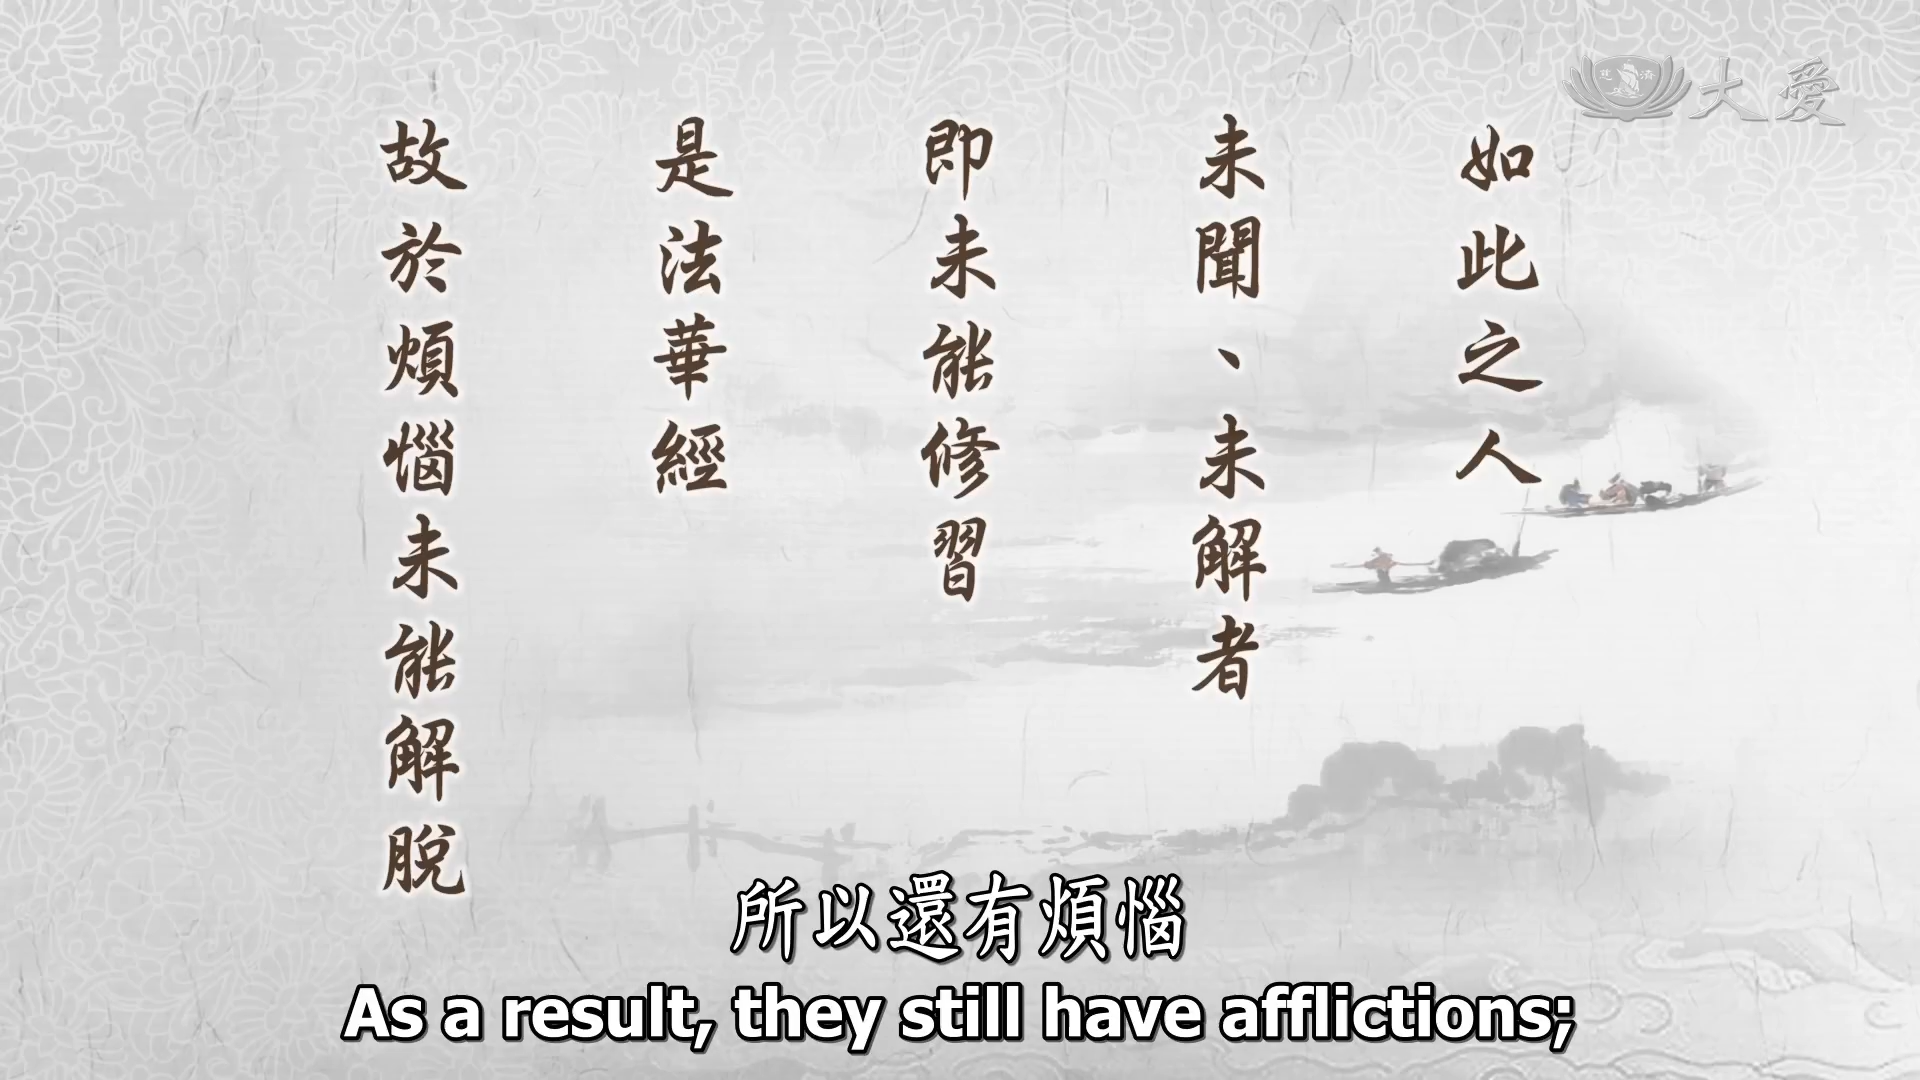 大愛
如此之人
未聞、未解者
即未能修習
是法華經
故於煩惱未能解脫
所以還有煩惱
As a result, they still have afflictions;